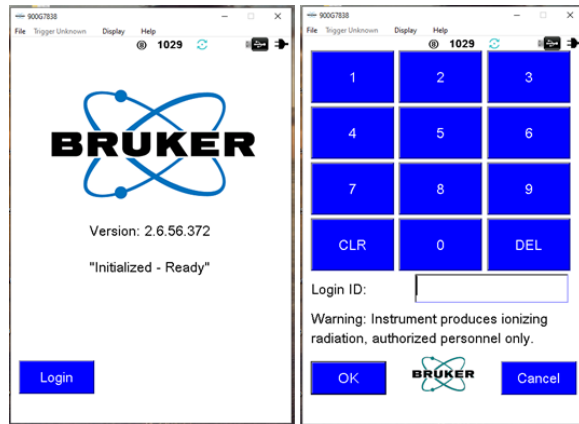 900G7838
File Trigger Unknown Display Help
1029
BRUKER
Version: 2.6.56.372
"Initialized - Ready"
Login
900G7838
File Trigger Unknown Display Help
1029
1 2 3
4 5 6
7 8 9
CLR 0 DEL
Login ID:
Warning: Instrument produces ionizing
radiation, authorized personnel only.
OK BRUKER Cancel